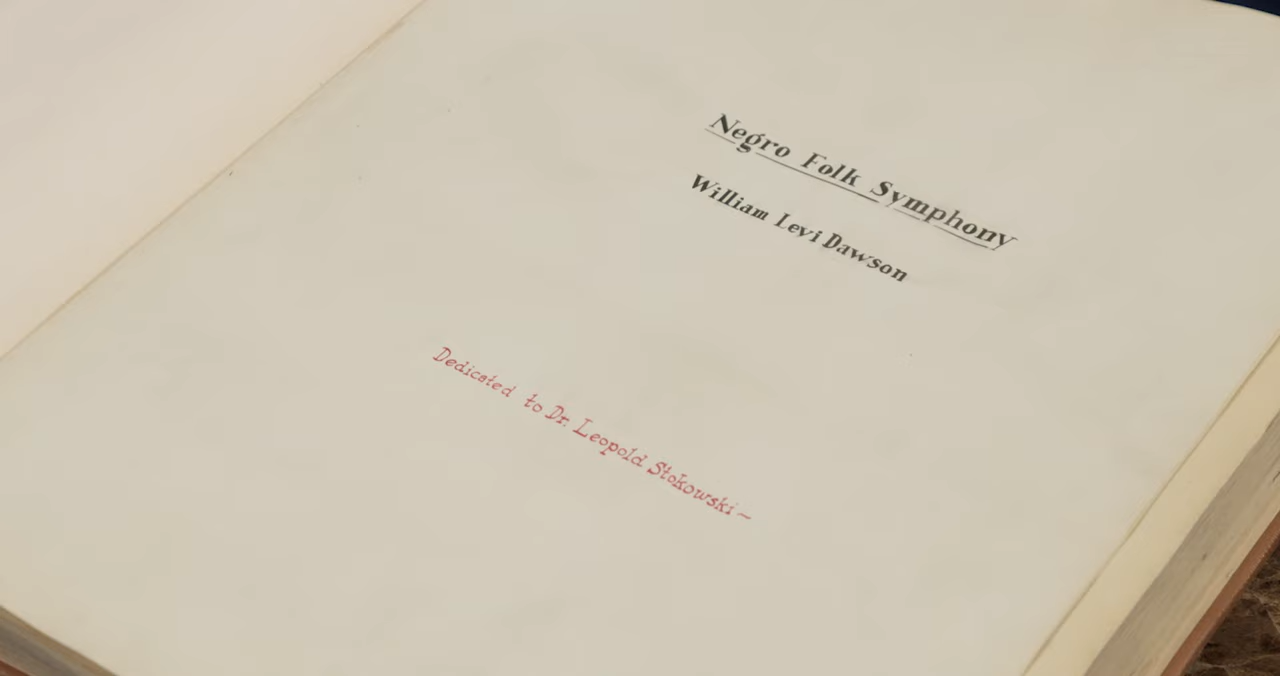 Negro Folk Symphony
William Levi Dawson
Dedicated to Dr. Leopold Stokowski –